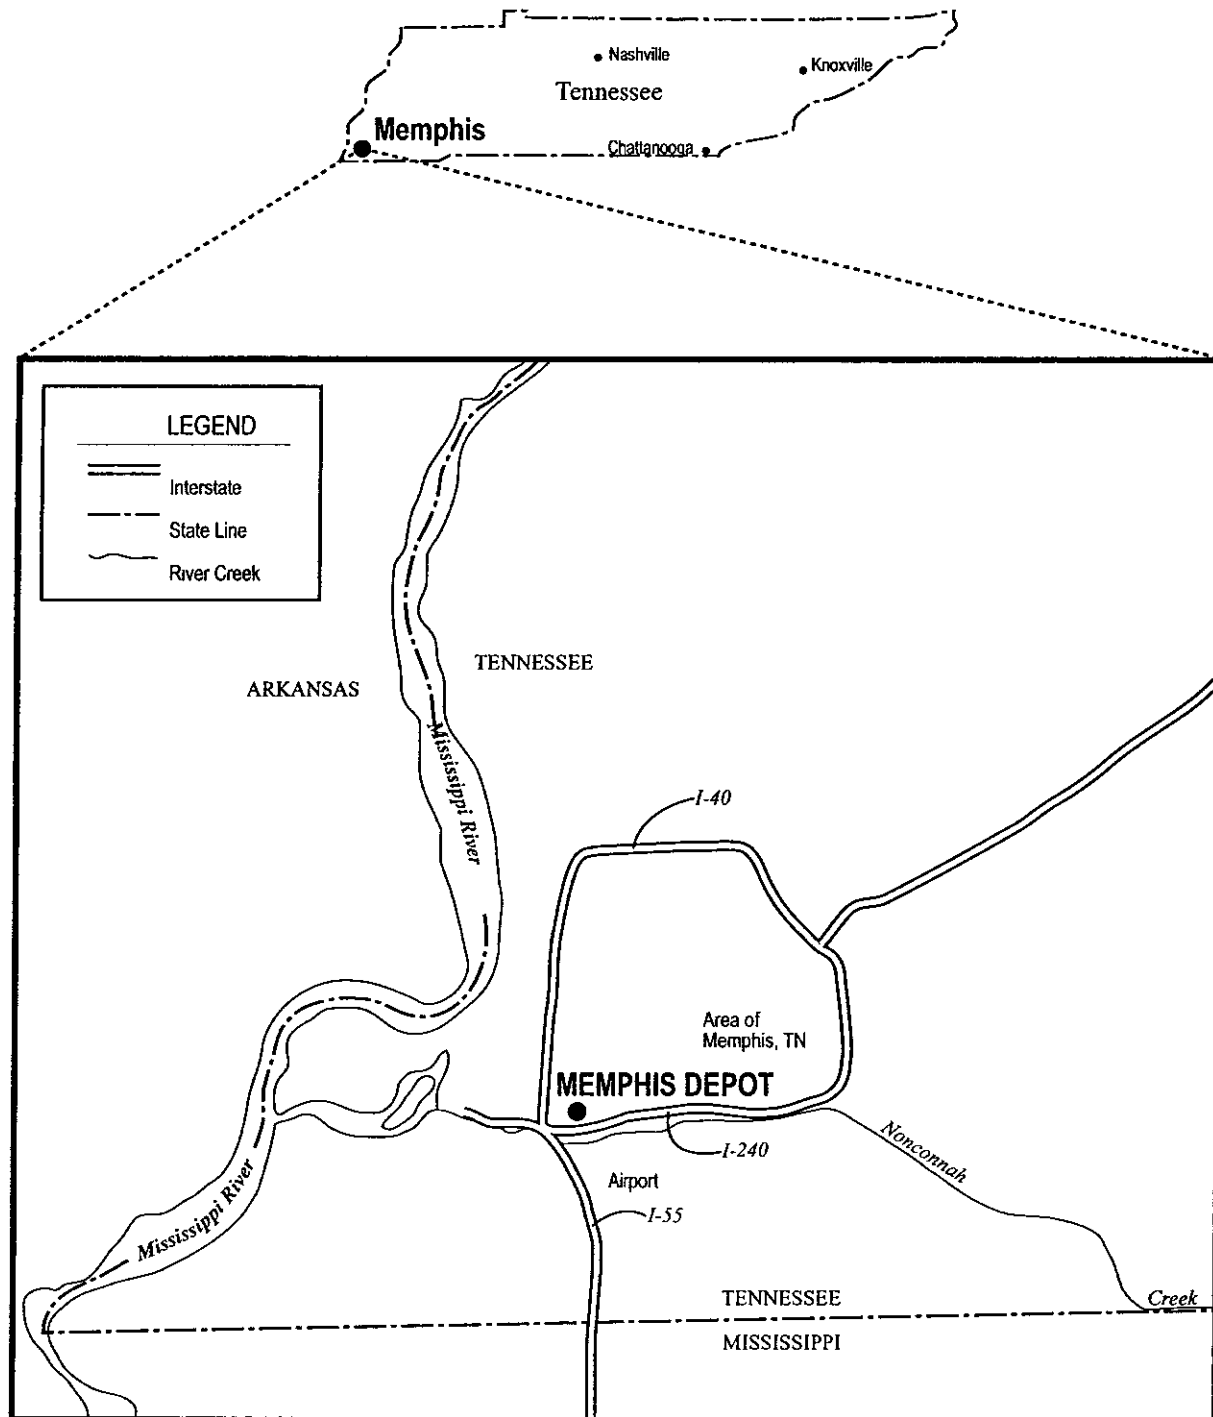 Nashville
Knoxville
Tennessee
Memphis
Chattanooga
LEGEND
Interstate
State Line
River Creek
TENNESSEE
ARKANSAS
Mississippi River
I-40
Area of
Memphis, TN
MEMPHIS DEPOT
I-240
Nonconnah
Airport
Mississippi River
I-55
TENNESSEE
Creek
MISSISSIPPI